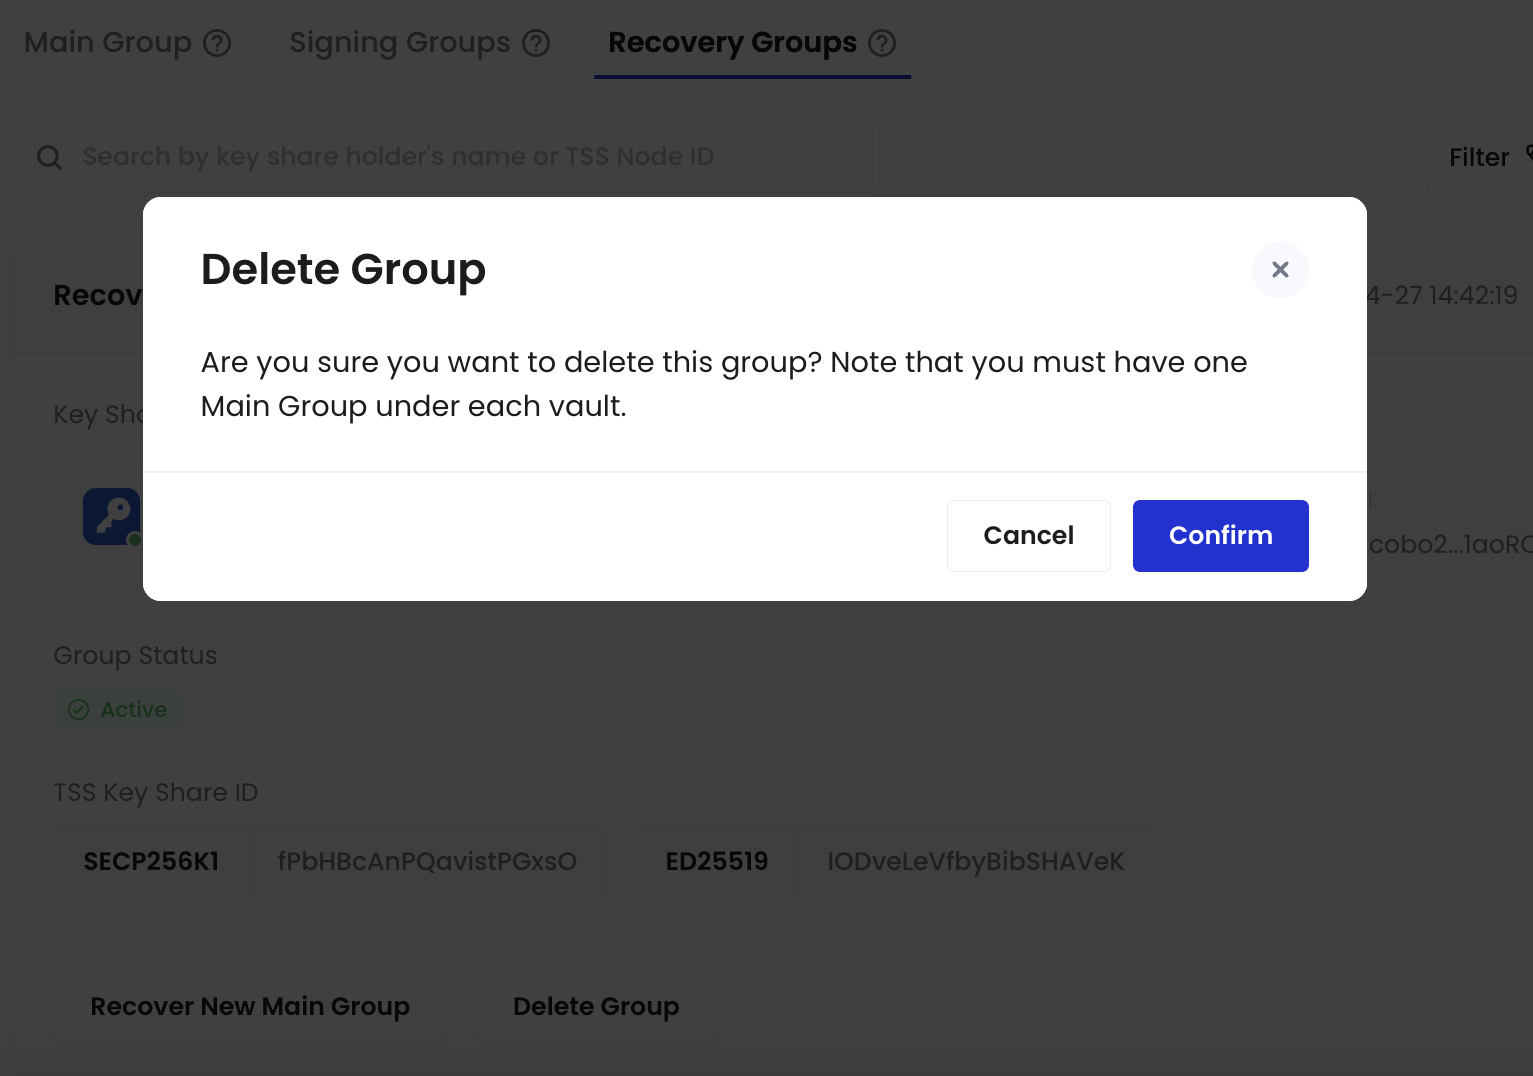 Main Group
Signing Groups
Recovery Groups
Search by key share holder's name or TSS Node ID
Filter
Delete Group
Recov
4-27 14:42:19
Are you sure you want to delete this group? Note that you must have one
Main Group under each vault.
Key Sha
Cancel
Confirm
cobo2...1aoRC
Group Status
Active
TSS Key Share ID
SECP256K1
fPbHBcAnPQavistPGxsO
ED25519
IODveLeVfbyBibSHAVeK
Recover New Main Group
Delete Group